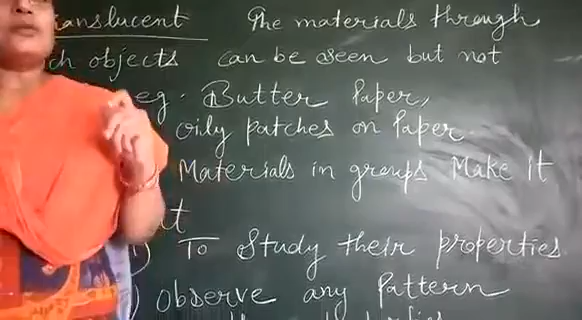 anslucent The materials through
ch objects can be seen but not
eg. Butter Paper,
oily patches on Paper.
Materials in groups Make it
t
) To Study their properties
) observe any Pattern